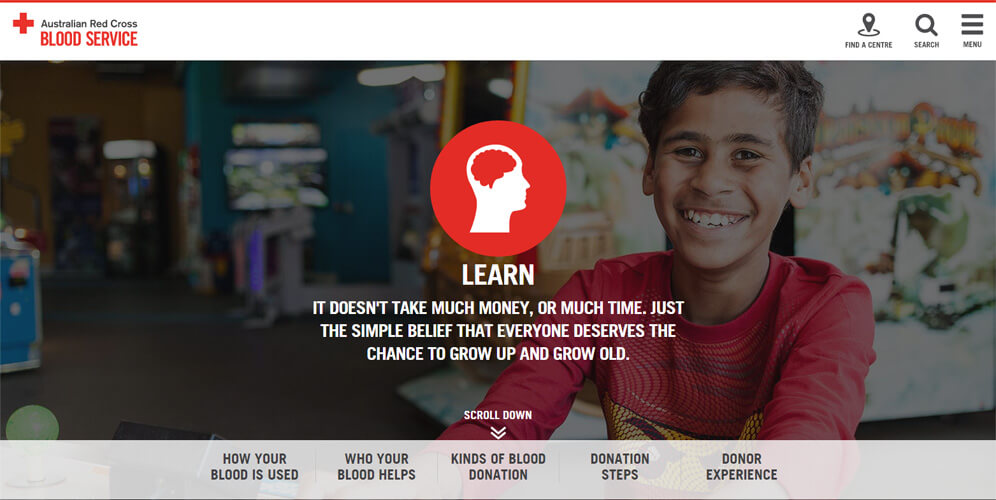 Australian Red Cross
BLOOD SERVICE
FIND A CENTRE
SEARCH
MENU
LEARN
IT DOESN'T TAKE MUCH MONEY, OR MUCH TIME. JUST
THE SIMPLE BELIEF THAT EVERYONE DESERVES THE
CHANCE TO GROW UP AND GROW OLD.
SCROLL DOWN
HOW YOUR
BLOOD IS USED
WHO YOUR
BLOOD HELPS
KINDS OF BLOOD
DONATION
DONATION
STEPS
DONOR
EXPERIENCE